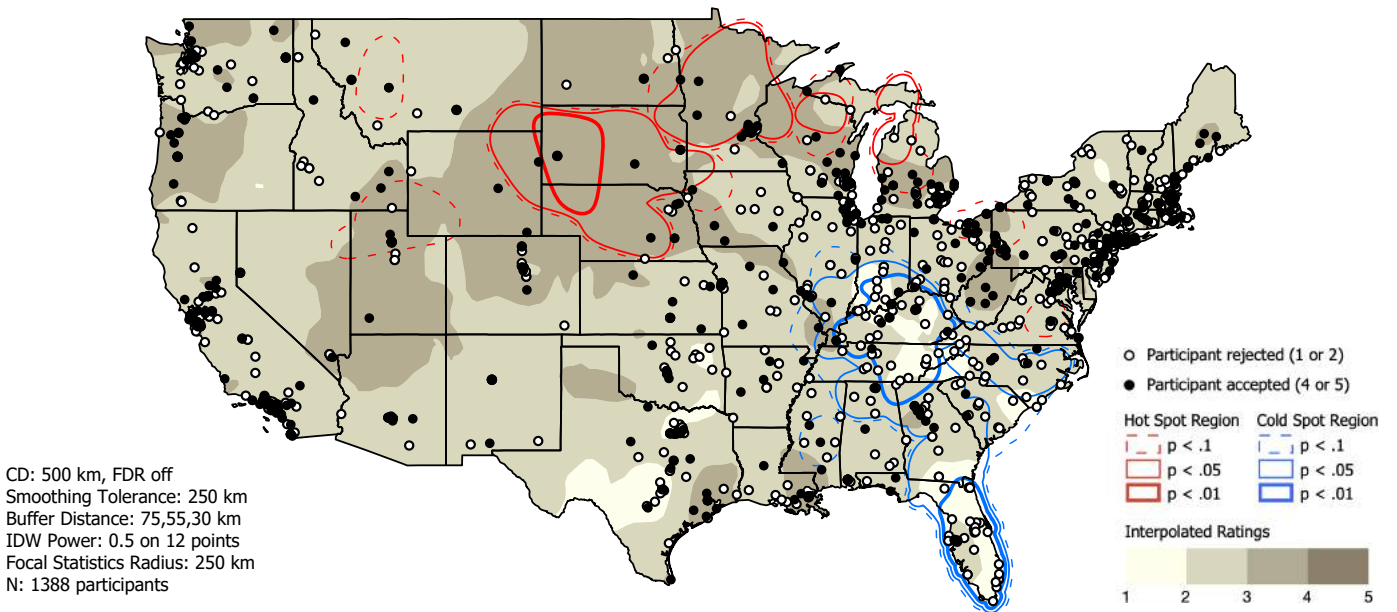 Participant rejected (1 or 2)
Participant accepted (4 or 5)
Hot Spot Region Cold Spot Region
p < .1 p < .1
p < .05 p < .05
p < .01 p < .01
Interpolated Ratings
1 2 3 4 5
CD: 500 km, FDR off
Smoothing Tolerance: 250 km
Buffer Distance: 75,55,30 km
IDW Power: 0.5 on 12 points
Focal Statistics Radius: 250 km
N: 1388 participants